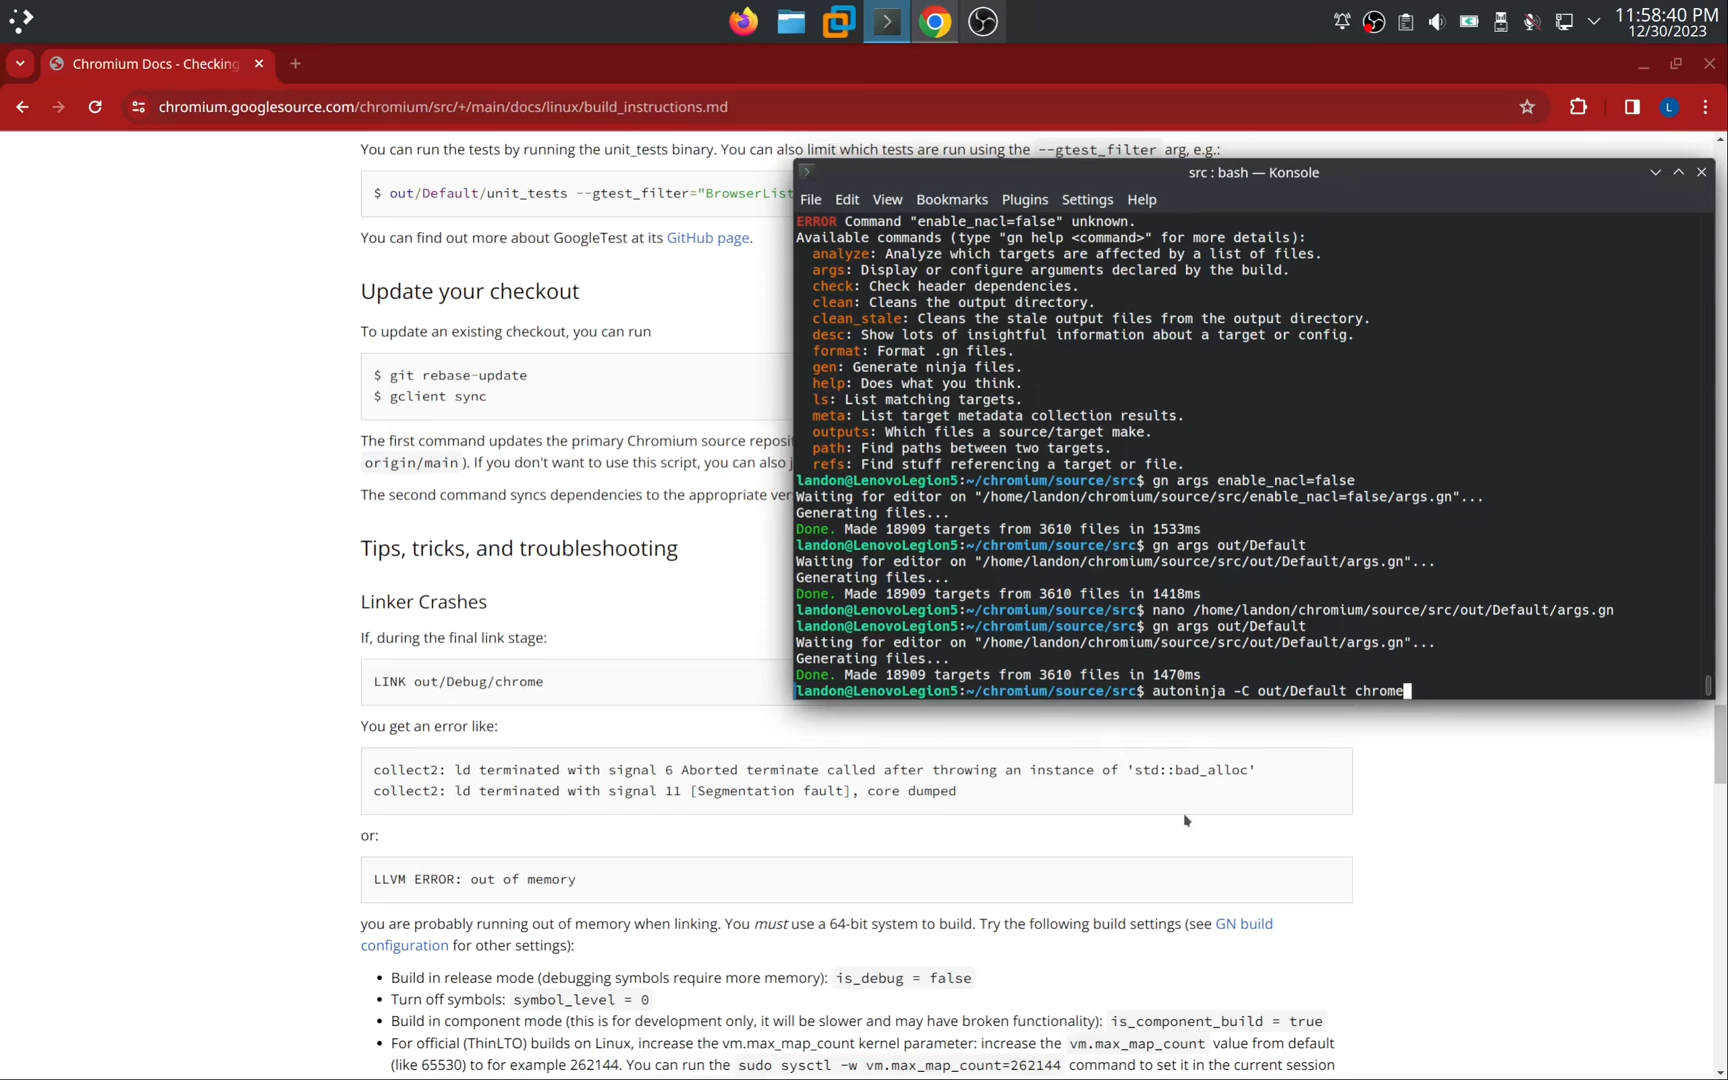 11:58:40 PM
12/30/2023
Chromium Docs - Checking
chromium.googlesource.com/chromium/src/+/main/docs/linux/build_instructions.md
L
You can run the tests by running the unit_tests binary. You can also limit which tests are run using the --gtest_filter arg, e.g.:
$ out/Default/unit_tests --gtest_filter="BrowserList
You can find out more about GoogleTest at its GitHub page.
Update your checkout
To update an existing checkout, you can run
$ git rebase-update
$ gclient sync
The first command updates the primary Chromium source reposit
origin/main ). If you don't want to use this script, you can also j
The second command syncs dependencies to the appropriate ver
Tips, tricks, and troubleshooting
Linker Crashes
If, during the final link stage:
LINK out/Debug/chrome
You get an error like:
collect2: ld terminated with signal 6 Aborted terminate called after throwing an instance of 'std::bad_alloc'
collect2: ld terminated with signal 11 [Segmentation fault], core dumped
or:
LLVM ERROR: out of memory
you are probably running out of memory when linking. You must use a 64-bit system to build. Try the following build settings (see GN build
configuration for other settings):
• Build in release mode (debugging symbols require more memory): is_debug = false
• Turn off symbols: symbol_level = 0
• Build in component mode (this is for development only, it will be slower and may have broken functionality): is_component_build = true
• For official (ThinLTO) builds on Linux, increase the vm.max_map_count kernel parameter: increase the vm.max_map_count value from default
(like 65530) to for example 262144. You can run the sudo sysctl -w vm.max_map_count=262144 command to set it in the current session
src : bash — Konsole
File Edit View Bookmarks Plugins Settings Help
ERROR Command "enable_nacl=false" unknown.
Available commands (type "gn help <command>" for more details):
analyze: Analyze which targets are affected by a list of files.
args: Display or configure arguments declared by the build.
check: Check header dependencies.
clean: Cleans the output directory.
clean_stale: Cleans the stale output files from the output directory.
desc: Show lots of insightful information about a target or config.
format: Format .gn files.
gen: Generate ninja files.
help: Does what you think.
ls: List matching targets.
meta: List target metadata collection results.
outputs: Which files a source/target make.
path: Find paths between two targets.
refs: Find stuff referencing a target or file.
landon@LenovoLegion5:~/chromium/source/src$ gn args enable_nacl=false
Waiting for editor on "/home/landon/chromium/source/src/enable_nacl=false/args.gn"...
Generating files...
Done. Made 18909 targets from 3610 files in 1533ms
landon@LenovoLegion5:~/chromium/source/src$ gn args out/Default
Waiting for editor on "/home/landon/chromium/source/src/out/Default/args.gn"...
Generating files...
Done. Made 18909 targets from 3610 files in 1418ms
landon@LenovoLegion5:~/chromium/source/src$ nano /home/landon/chromium/source/src/out/Default/args.gn
landon@LenovoLegion5:~/chromium/source/src$ gn args out/Default
Waiting for editor on "/home/landon/chromium/source/src/out/Default/args.gn"...
Generating files...
Done. Made 18909 targets from 3610 files in 1470ms
landon@LenovoLegion5:~/chromium/source/src$ autoninja -C out/Default chrome